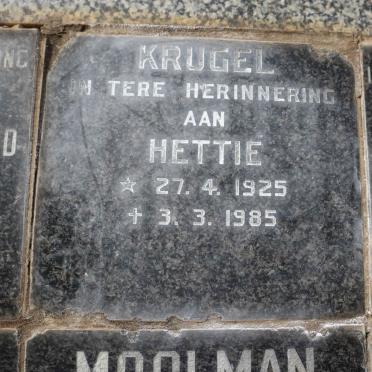 KRUGEL
IN TERE HERINNERING
AAN
HETTIE
☆ 27. 4. 1925
✝ 3. 3. 1985
MOOLMAN